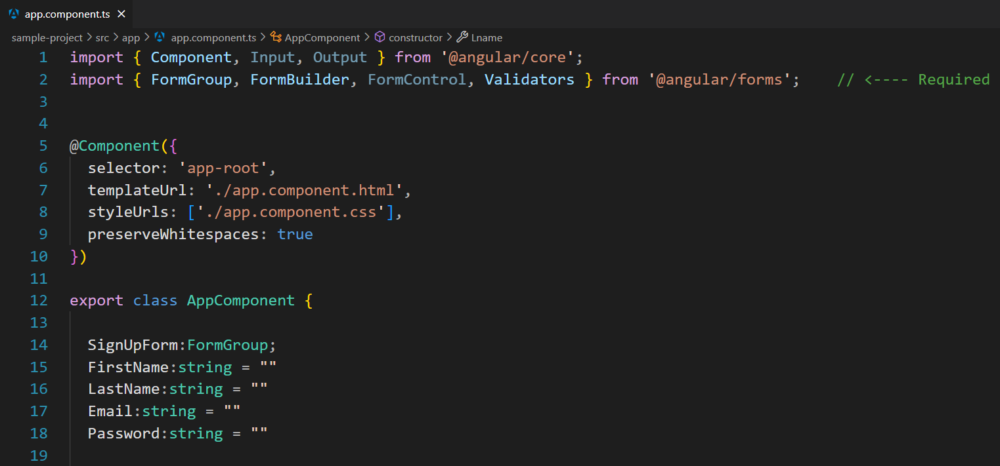 app.component.ts ×
sample-project > src > app > app.component.ts > AppComponent > constructor > Lname
1 import { Component, Input, Output } from '@angular/core';
2 import { FormGroup, FormBuilder, FormControl, Validators } from '@angular/forms';    // <---- Required
3
4
5 @Component({
6   selector: 'app-root',
7   templateUrl: './app.component.html',
8   styleUrls: ['./app.component.css'],
9   preserveWhitespaces: true
10 })
11
12 export class AppComponent {
13
14   SignUpForm:FormGroup;
15   FirstName:string = ""
16   LastName:string = ""
17   Email:string = ""
18   Password:string = ""
19